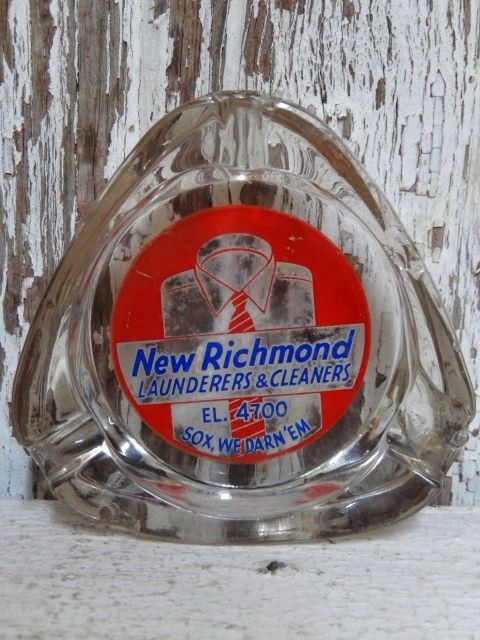 New Richmond
LAUNDERERS & CLEANERS
EL. 4700
SOX, WE DARN 'EM